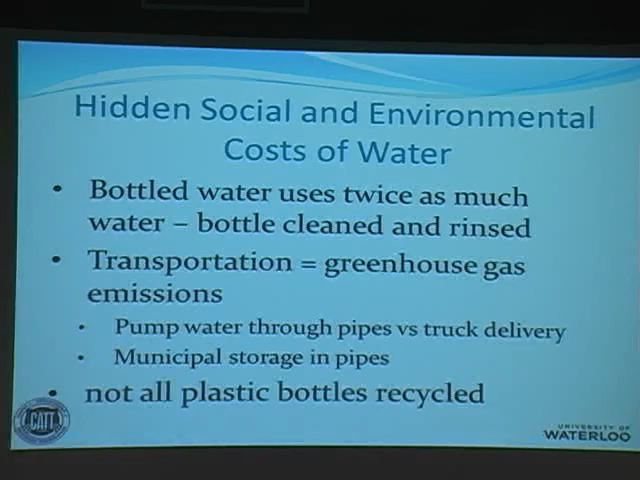 Hidden Social and Environmental
Costs of Water
• Bottled water uses twice as much
water – bottle cleaned and rinsed
• Transportation = greenhouse gas
emissions
• Pump water through pipes vs truck delivery
• Municipal storage in pipes
• not all plastic bottles recycled
CATT
UNIVERSITY OF
WATERLOO